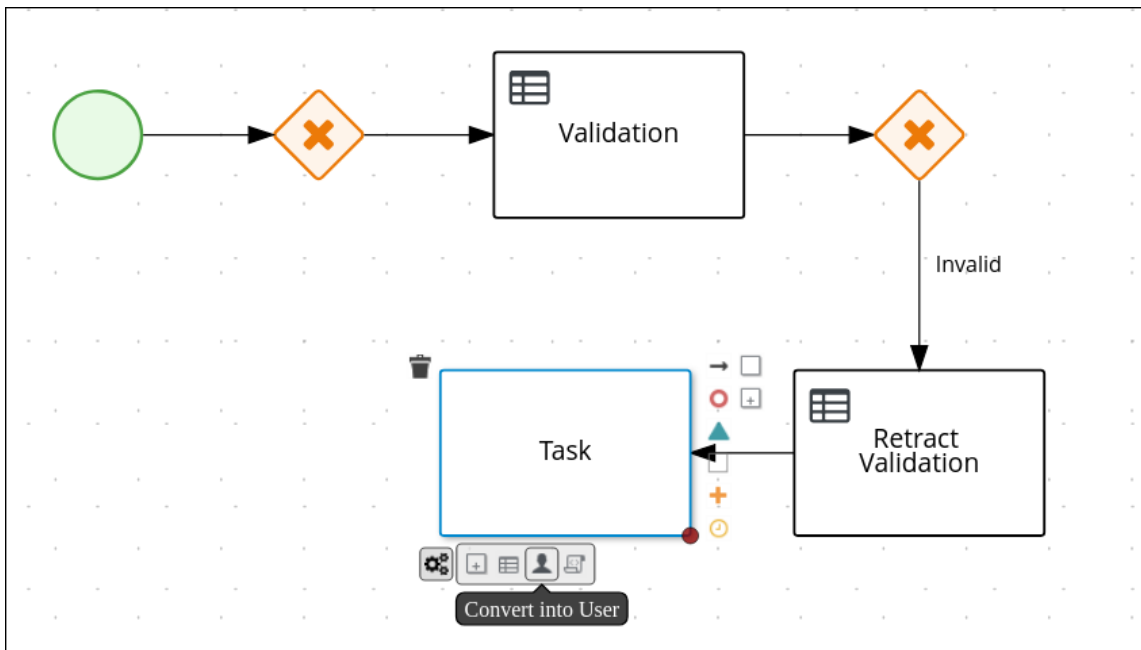 Validation
Invalid
Task
Retract
Validation
Convert into User